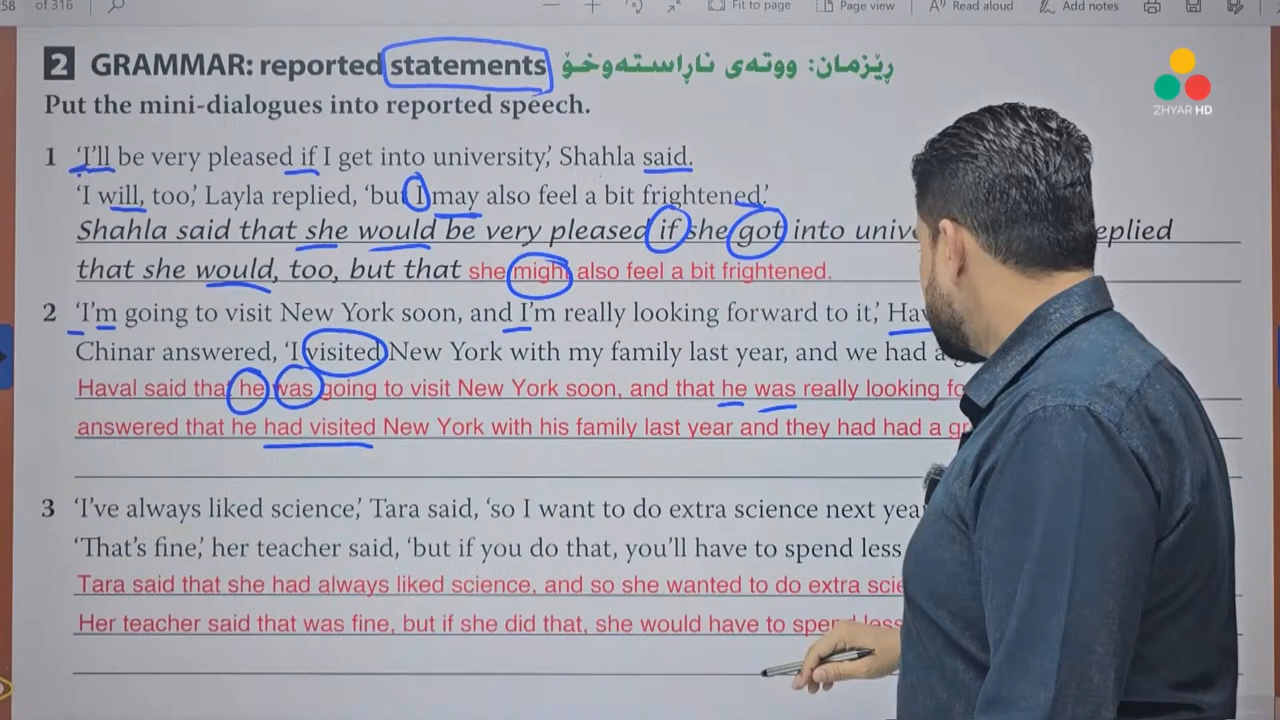 58 of 316 Fit to page Page view Read aloud Add notes
2 GRAMMAR: reported statements ڕێزمان: ووتەی ناڕاستەوخۆ
ZHYAR HD
Put the mini-dialogues into reported speech.
1 ‘I’ll be very pleased if I get into university,’ Shahla said.
‘I will, too,’ Layla replied, ‘but I may also feel a bit frightened.’
Shahla said that she would be very pleased if she got into replied
that she would, too, but that she might also feel a bit frightened.
2 ‘I’m going to visit New York soon, and I’m really looking forward to it,’
Chinar answered, ‘I visited New York with my family last year, and we had a
Haval said that he was going to visit New York soon, and that he was really looking
answered that he had visited New York with his family last year and they had had a
3 ‘I’ve always liked science,’ Tara said, ‘so I want to do extra science next
‘That’s fine,’ her teacher said, ‘but if you do that, you’ll have to spend less
Tara said that she had always liked science, and so she wanted to do extra
Her teacher said that was fine, but if she did that, she would have to spend less